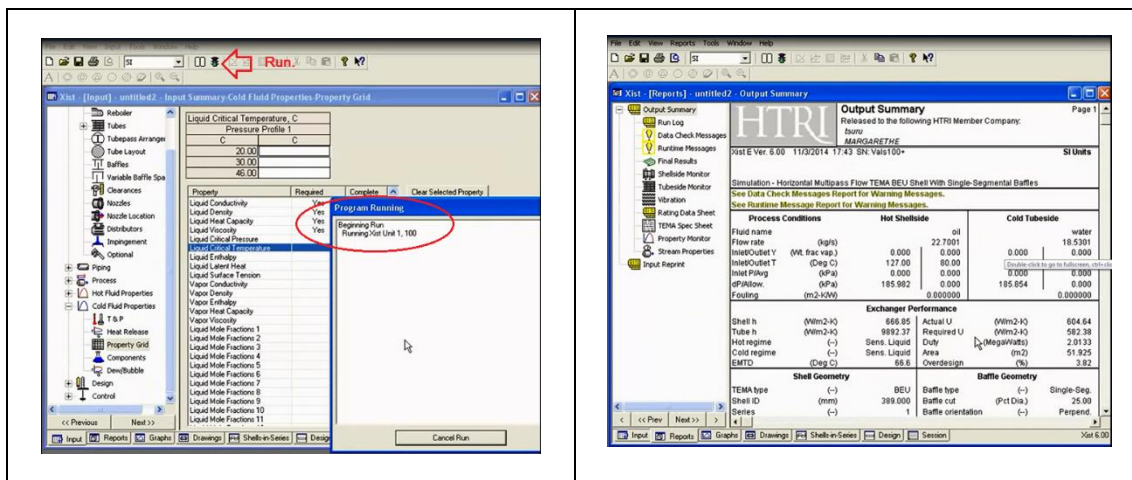 File Edit View Input Tools Window Help
SI
Run.
Xist - [Input] - untitled2 - Input Summary-Cold Fluid Properties-Property Grid
Reboiler
Tubes
Tubepass Arranger
Tube Layout
Baffles
Variable Baffle Spa
Clearances
Nozzles
Nozzle Location
Distributors
Impingement
Optional
Piping
Process
Hot Fluid Properties
Cold Fluid Properties
T & P
Heat Release
Property Grid
Components
Dew/Bubble
Design
Control
<< Previous Next >>
Liquid Critical Temperature, C
Pressure Profile 1
C C
20.00
30.00
46.00
Property Required Complete Clear Selected Property
Liquid Conductivity Yes
Liquid Density Yes
Liquid Heat Capacity Yes
Liquid Viscosity Yes
Liquid Critical Pressure
Liquid Critical Temperature
Liquid Enthalpy
Liquid Latent Heat
Liquid Surface Tension
Vapor Conductivity
Vapor Density
Vapor Enthalpy
Vapor Heat Capacity
Vapor Viscosity
Liquid Mole Fractions 1
Liquid Mole Fractions 2
Liquid Mole Fractions 3
Liquid Mole Fractions 4
Liquid Mole Fractions 5
Liquid Mole Fractions 6
Liquid Mole Fractions 7
Liquid Mole Fractions 8
Liquid Mole Fractions 9
Liquid Mole Fractions 10
Liquid Mole Fractions 11
Program Running
Beginning Run
Running Xist Unit 1, 100
Cancel Run
Input Reports Graphs Drawings Shells-in-Series Design
File Edit View Reports Tools Window Help
SI
Xist - [Reports] - untitled2 - Output Summary
Output Summary
Run Log
Data Check Messages
Runtime Messages
Final Results
Shellside Monitor
Tubeside Monitor
Vibration
Rating Data Sheet
TEMA Spec Sheet
Property Monitor
Stream Properties
Input Reprint
<< Prev Next >>
HTRI
Output Summary Page 1
Released to the following HTRI Member Company:
tsuru
MARGARETHE
Xist E Ver. 6.00 11/3/2014 17:43 SN: Vals100+ SI Units
Simulation - Horizontal Multipass Flow TEMA BEU Shell With Single-Segmental Baffles
See Data Check Messages Report for Warning Messages.
See Runtime Message Report for Warning Messages.
Process Conditions Hot Shellside Cold Tubeside
Fluid name oil water
Flow rate (kg/s) 22.7001 18.5301
Inlet/Outlet Y (Wt. frac vap.) 0.000 0.000 0.000 0.000
Inlet/Outlet T (Deg C) 127.00 80.00
Double-click to go to fullscreen, ctrl+clic
Inlet P/Avg (kPa) 0.000 0.000 0.000 0.000
dP/Allow. (kPa) 185.982 0.000 185.854 0.000
Fouling (m2-K/W) 0.000000 0.000000
Exchanger Performance
Shell h (W/m2-K) 666.85 Actual U (W/m2-K) 604.64
Tube h (W/m2-K) 9892.37 Required U (W/m2-K) 582.38
Hot regime (--) Sens. Liquid Duty (MegaWatts) 2.0133
Cold regime (--) Sens. Liquid Area (m2) 51.925
EMTD (Deg C) 66.6 Overdesign (%) 3.82
Shell Geometry Baffle Geometry
TEMA type (--) BEU Baffle type (--) Single-Seg.
Shell ID (mm) 389.000 Baffle cut (Pct Dia.) 25.00
Series (--) 1 Baffle orientation (--) Perpend.
Input Reports Graphs Drawings Shells-in-Series Design Session Xist 6.00